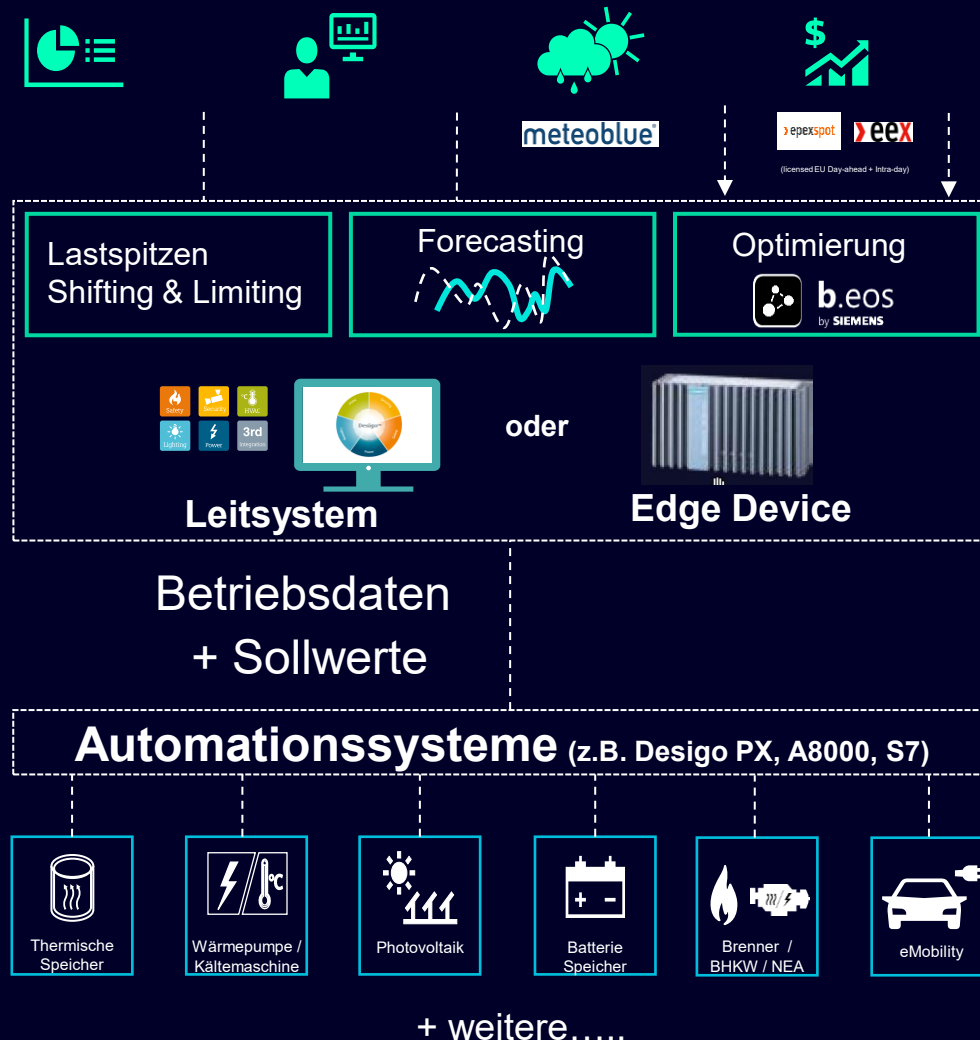 $
meteoblue®
epexspot
eex
(licensed EU Day-ahead + Intra-day)
Lastspitzen
Shifting & Limiting
Forecasting
Optimierung
b.eos
by SIEMENS
Safety
Security
°C
HVAC
Lighting
Power
3rd
Integration
Desigo™
Power
oder
Leitsystem
Edge Device
Betriebsdaten
+ Sollwerte
Automationssysteme (z.B. Desigo PX, A8000, S7)
°C
Thermische
Speicher
Wärmepumpe /
Kältemaschine
Photovoltaik
Batterie
Speicher
Brenner /
BHKW / NEA
eMobility
+ weitere…..